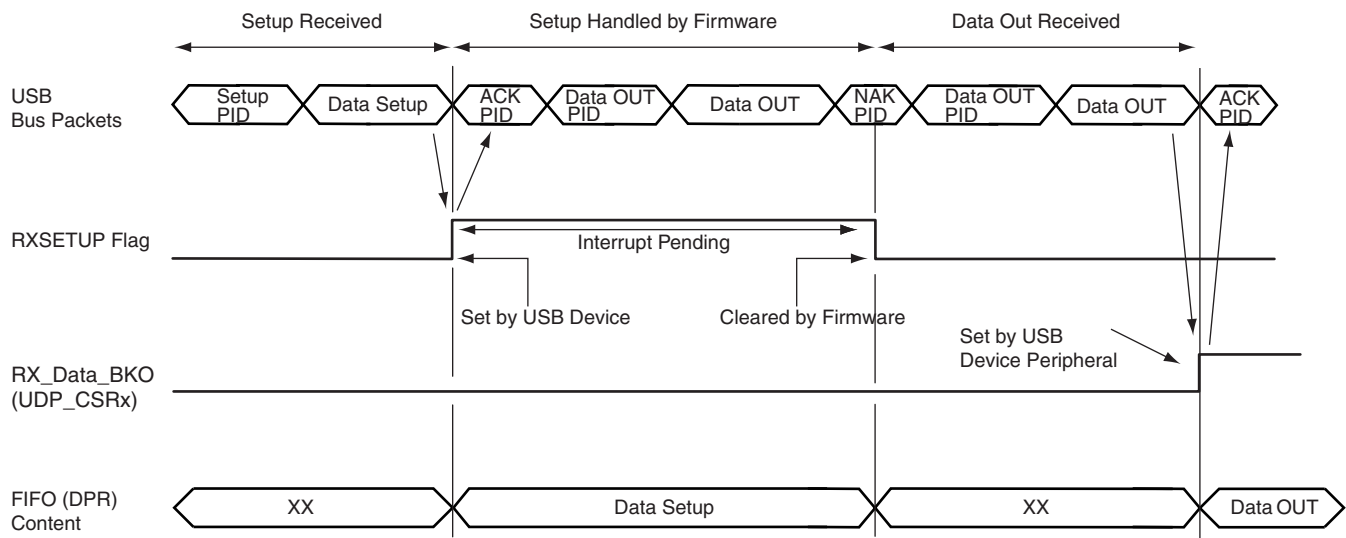 Setup Received
Setup Handled by Firmware
Data Out Received
USB
Bus Packets
Setup
PID
Data Setup
ACK
PID
Data OUT
PID
Data OUT
NAK
PID
Data OUT
PID
Data OUT
ACK
PID
RXSETUP Flag
Interrupt Pending
Set by USB Device
Cleared by Firmware
Set by USB
Device Peripheral
RX_Data_BKO
(UDP_CSRx)
FIFO (DPR)
Content
XX
Data Setup
XX
Data OUT